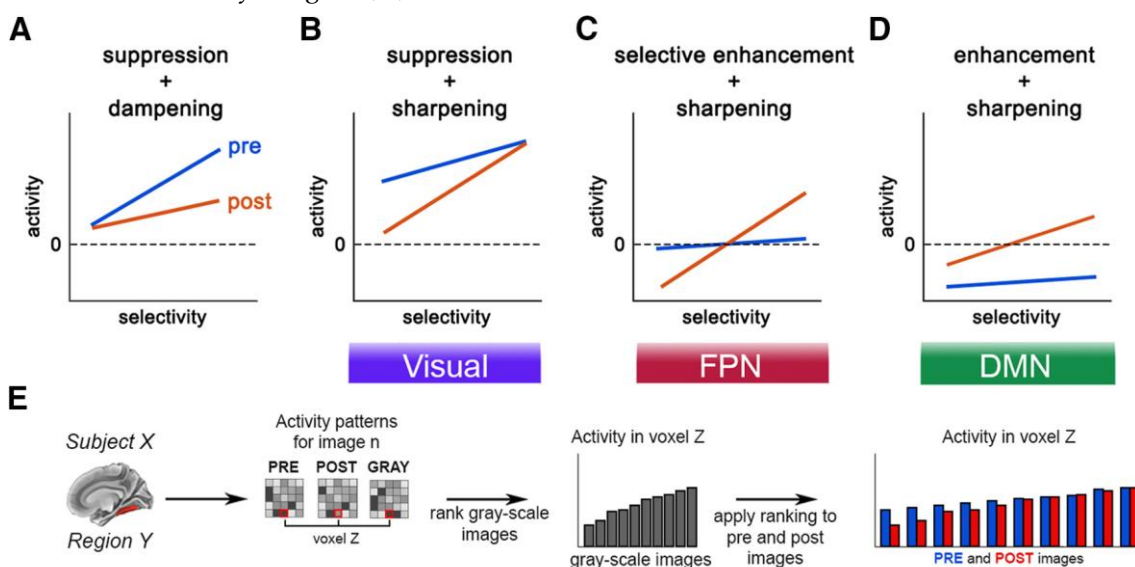 A
suppression
+
dampening
activity
pre
post
0
selectivity
B
suppression
+
sharpening
activity
0
selectivity
Visual
C
selective enhancement
+
sharpening
activity
0
selectivity
FPN
D
enhancement
+
sharpening
activity
0
selectivity
DMN
E
Subject X
Region Y
Activity patterns
for image n
PRE POST GRAY
voxel Z
rank gray-scale
images
Activity in voxel Z
gray-scale images
apply ranking to
pre and post
images
Activity in voxel Z
PRE and POST images